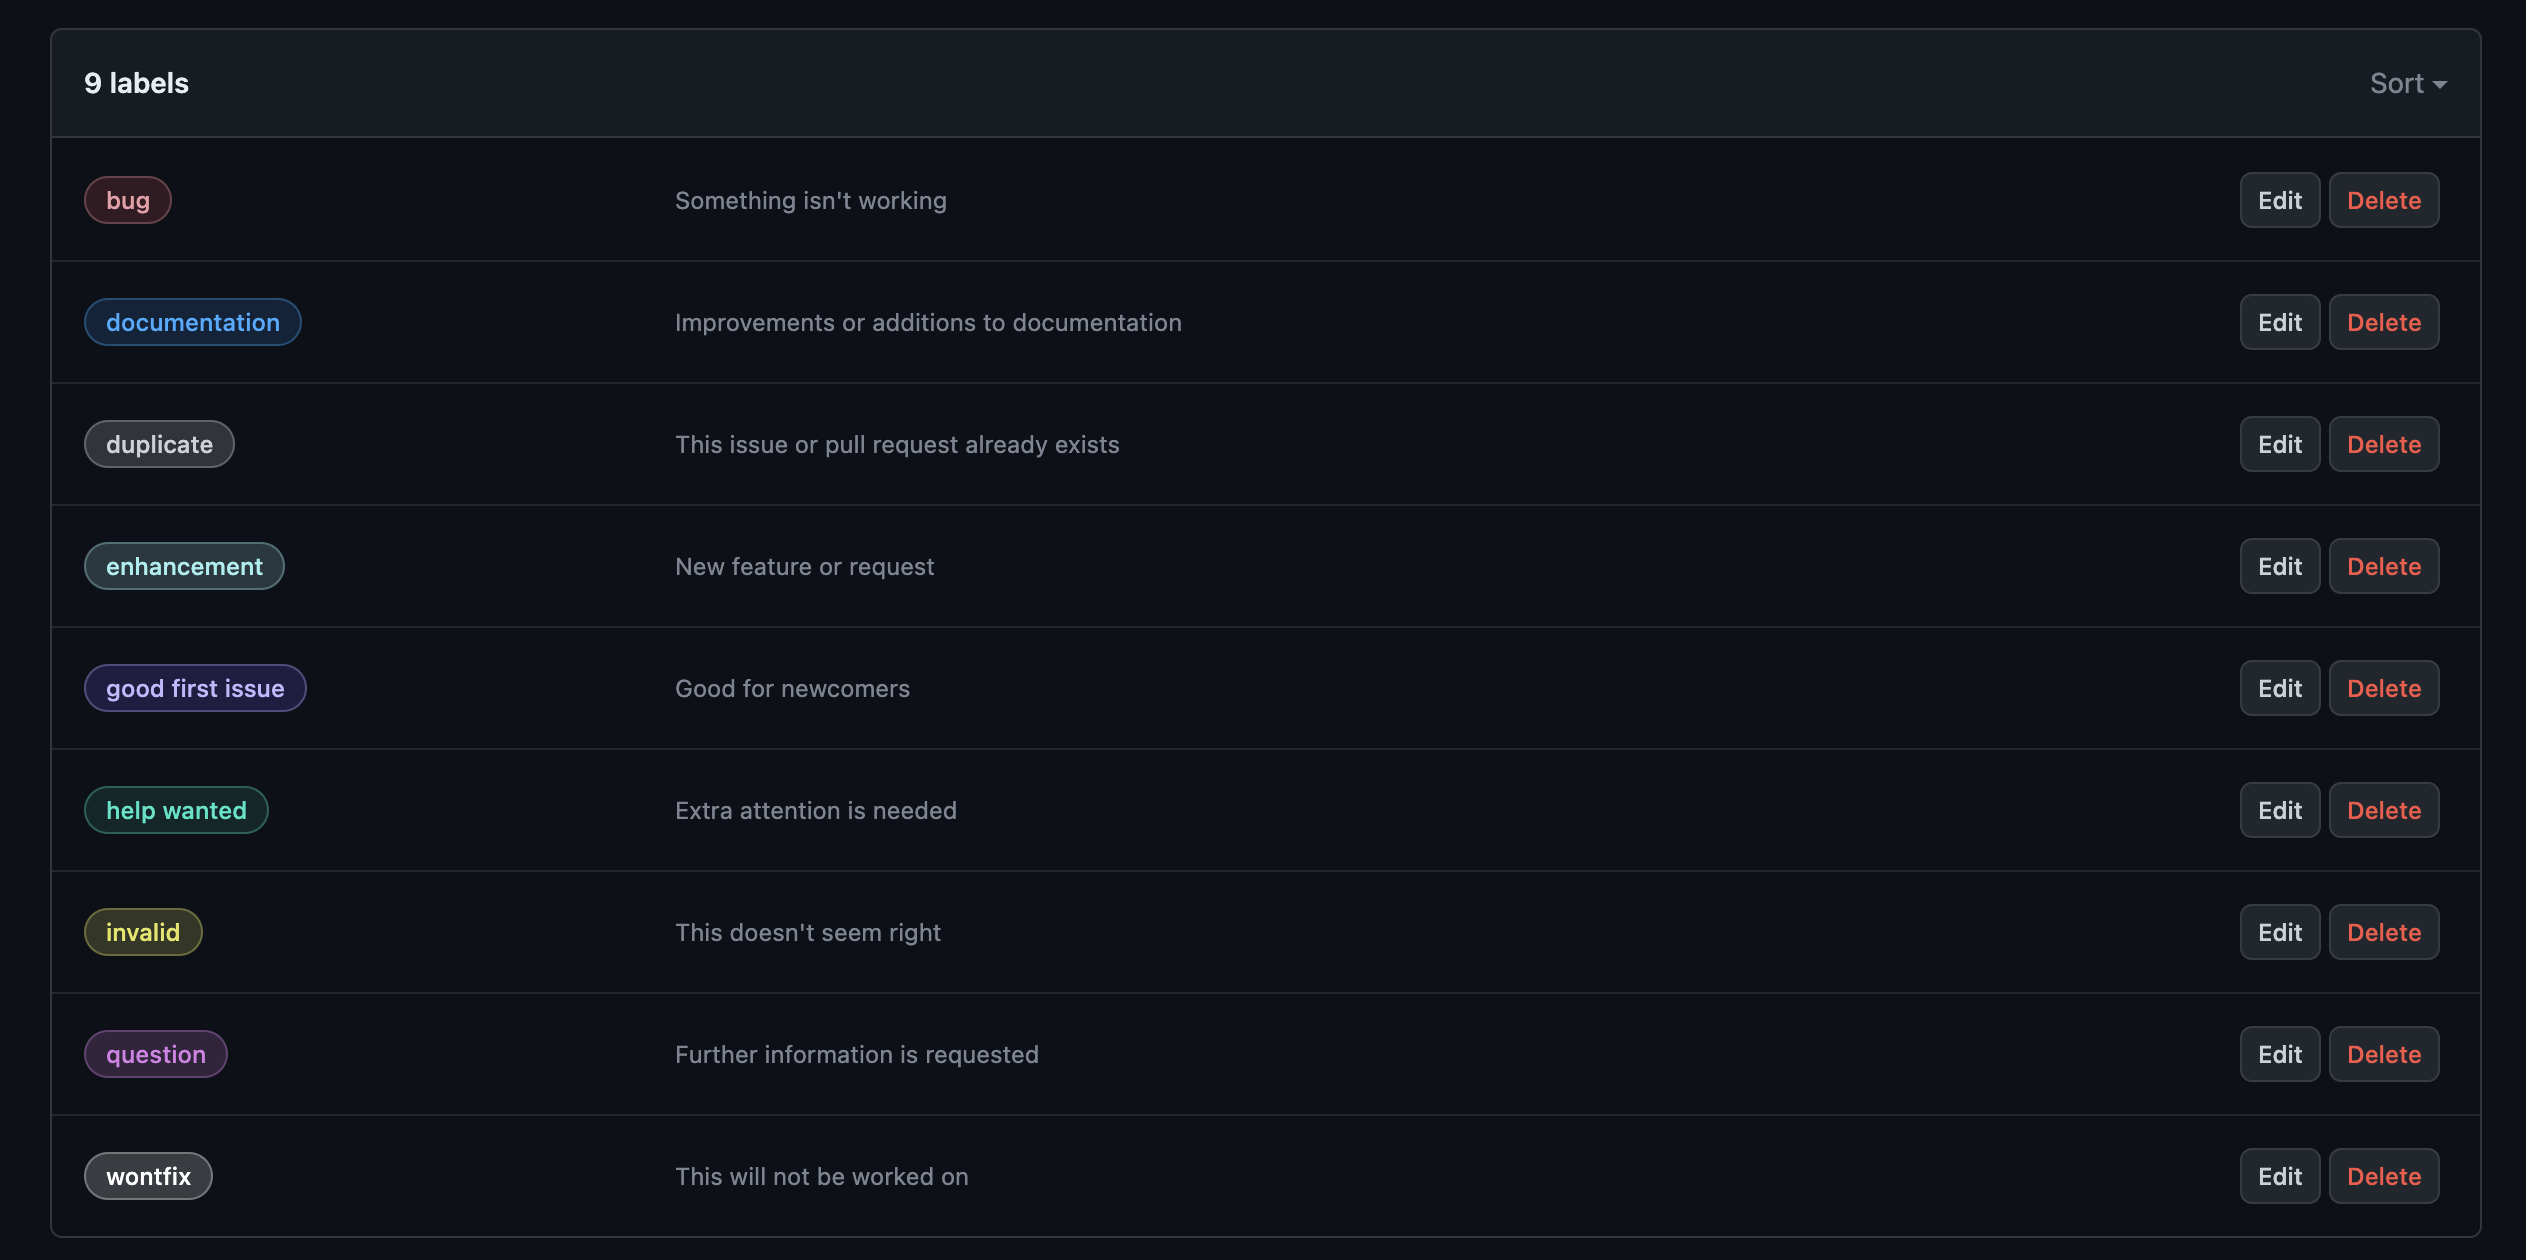 9 labels Sort
bug Something isn't working Edit Delete
documentation Improvements or additions to documentation Edit Delete
duplicate This issue or pull request already exists Edit Delete
enhancement New feature or request Edit Delete
good first issue Good for newcomers Edit Delete
help wanted Extra attention is needed Edit Delete
invalid This doesn't seem right Edit Delete
question Further information is requested Edit Delete
wontfix This will not be worked on Edit Delete